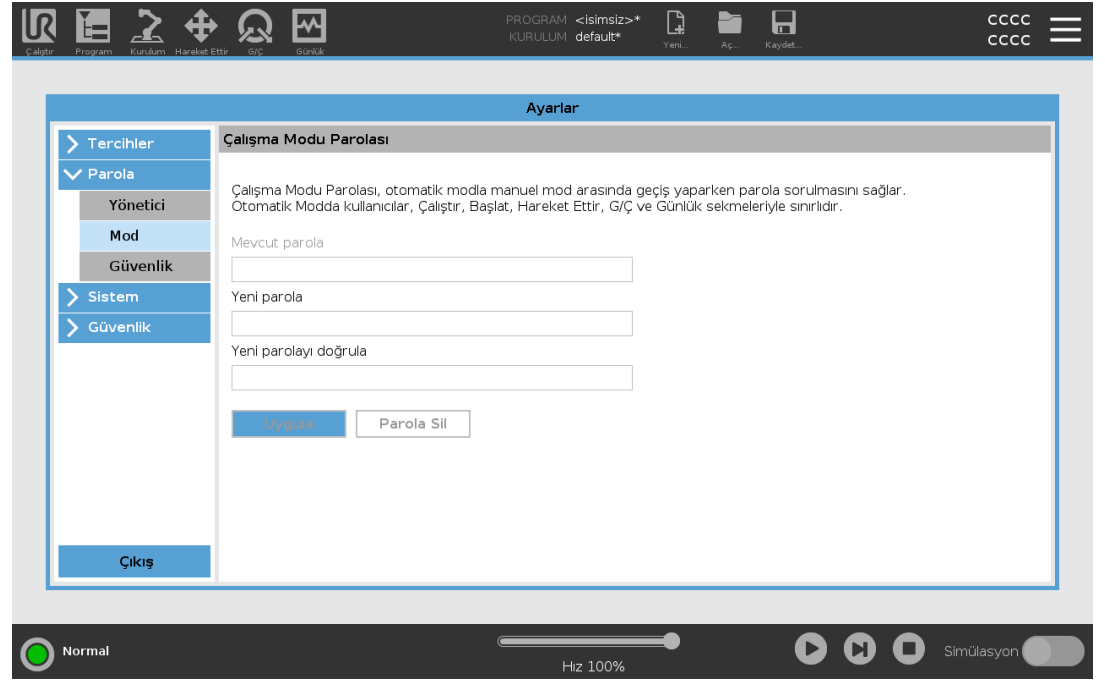 UR
PROGRAM <isimsiz>*
KURULUM default*
Çalıştır Program Kurulum Hareket Ettir G/Ç Günlük
Yeni... Aç... Kaydet...
CCCC
CCCC
Ayarlar
Tercihler
Parola
Yönetici
Mod
Güvenlik
Sistem
Güvenlik
Çıkış
Çalışma Modu Parolası
Çalışma Modu Parolası, otomatik modla manuel mod arasında geçiş yaparken parola sorulmasını sağlar.
Otomatik Modda kullanıcılar, Çalıştır, Başlat, Hareket Ettir, G/Ç ve Günlük sekmeleriyle sınırlıdır.
Mevcut parola
Yeni parola
Yeni parolayı doğrula
Uygula Parola Sil
Normal
Hız 100%
Simülasyon